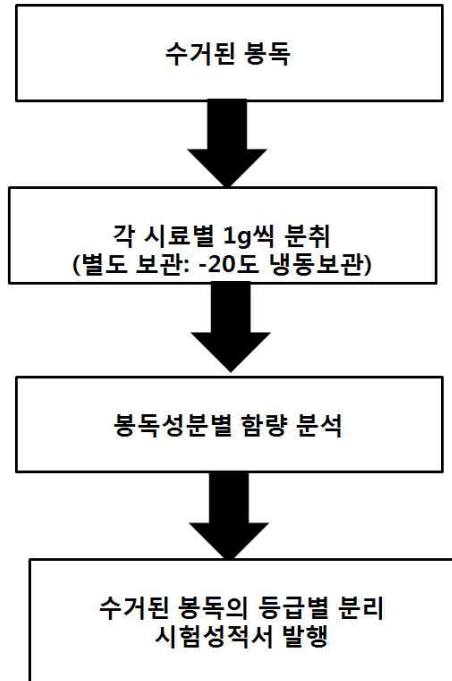 수거된 봉독
각 시료별 1g씩 분취
(별도 보관: -20도 냉동보관)
봉독성분별 함량 분석
수거된 봉독의 등급별 분리
시험성적서 발행